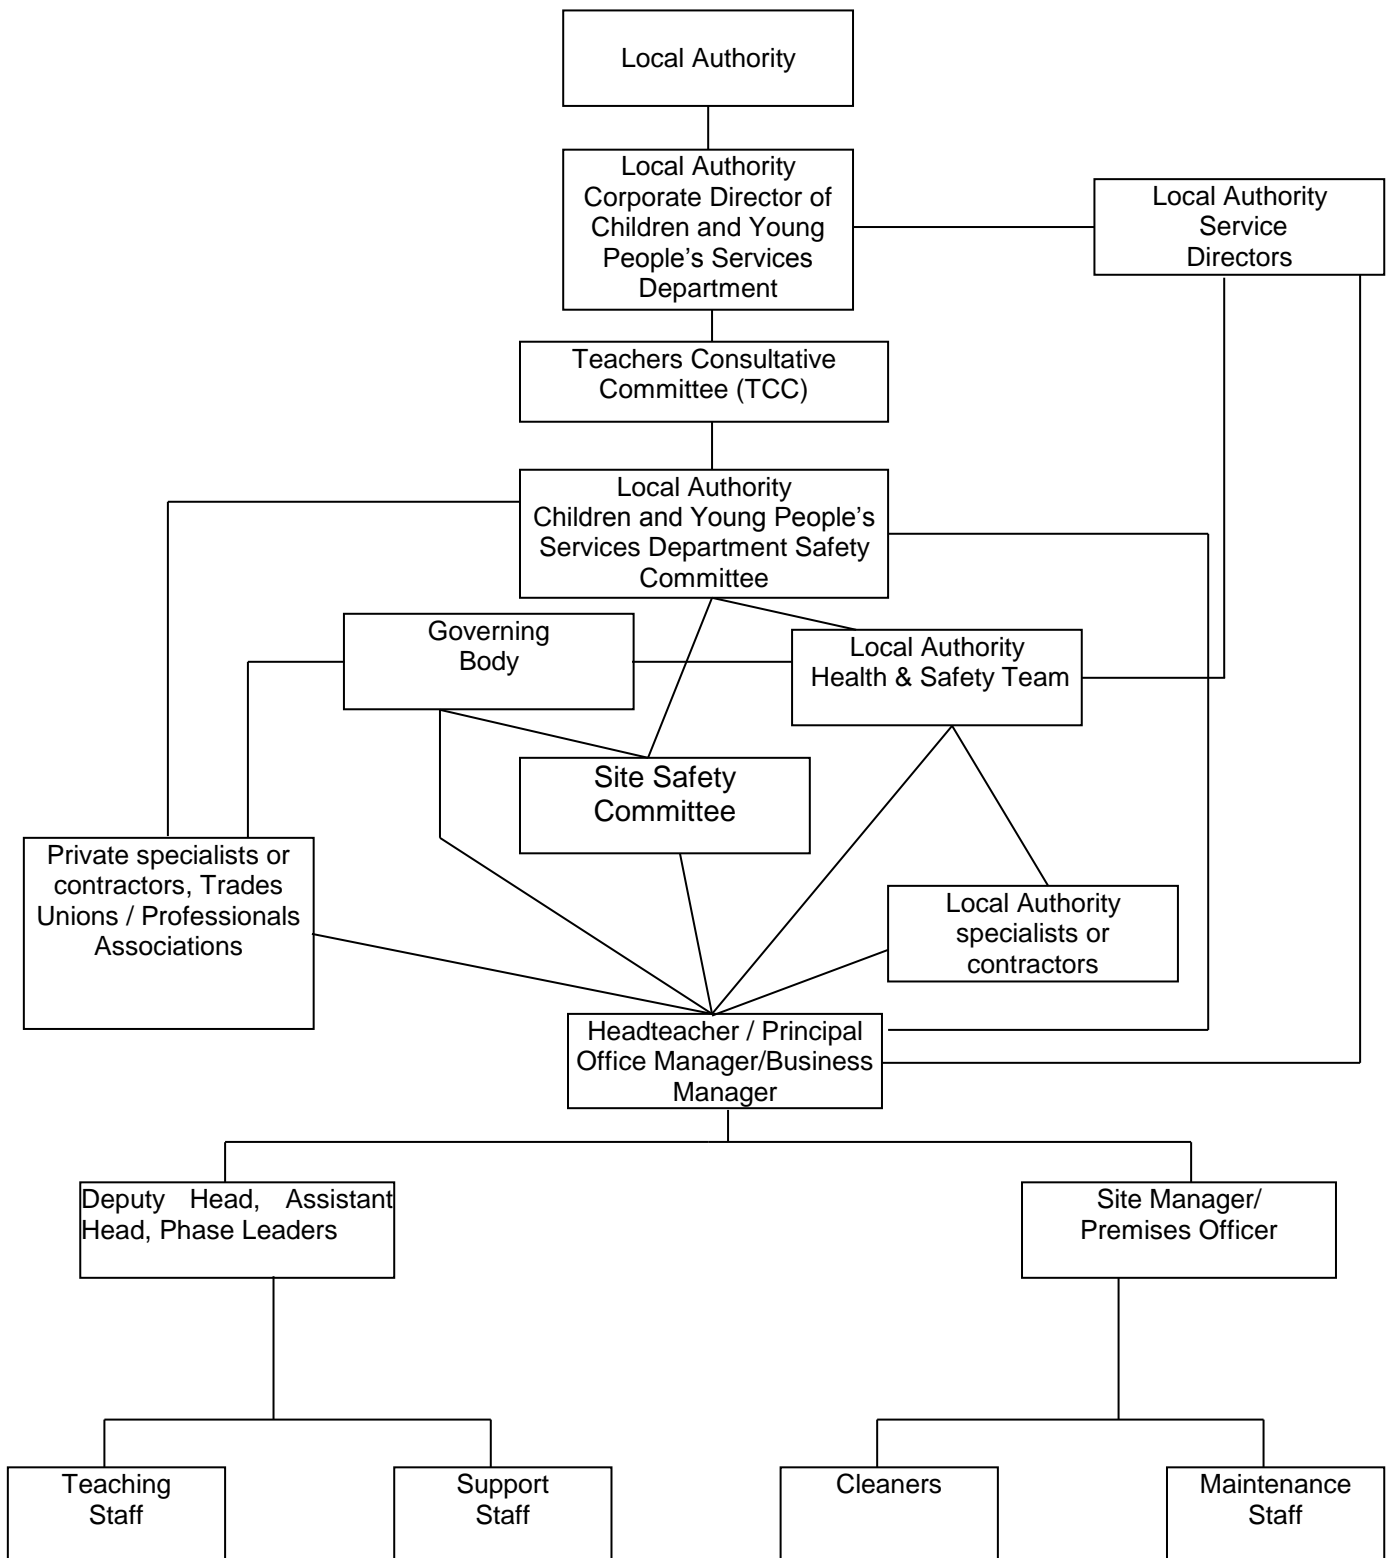 Local Authority
Local Authority
Corporate Director of
Children and Young
People’s Services
Department
Local Authority
Service
Directors
Teachers Consultative
Committee (TCC)
Local Authority
Children and Young People’s
Services Department Safety
Committee
Governing
Body
Local Authority
Health & Safety Team
Site Safety
Committee
Private specialists or
contractors, Trades
Unions / Professionals
Associations
Local Authority
specialists or
contractors
Headteacher / Principal
Office Manager/Business
Manager
Deputy Head, Assistant
Head, Phase Leaders
Site Manager/
Premises Officer
Teaching
Staff
Support
Staff
Cleaners
Maintenance
Staff